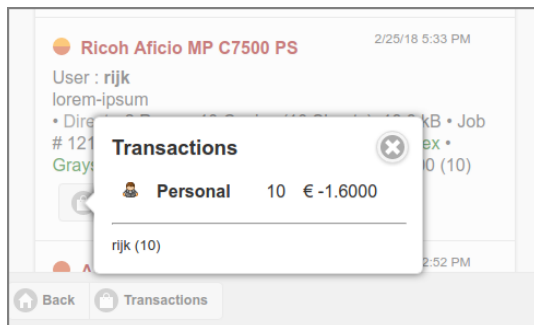 Ricoh Aficio MP C7500 PS
2/25/18 5:33 PM
User : rijk
lorem-ipsum
kB • Job
# 121
ex •
Grays
0 (10)
Transactions
Personal 10 € -1.6000
rijk (10)
2:52 PM
Back
Transactions